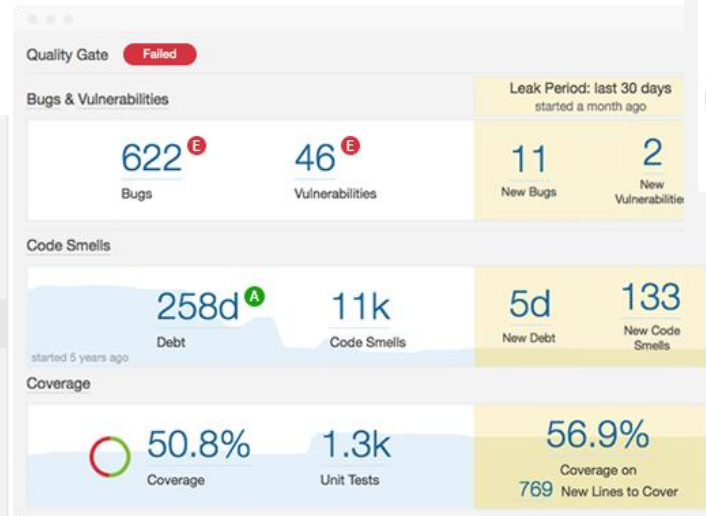 Quality Gate Failed
Bugs & Vulnerabilities
Leak Period: last 30 days
started a month ago
622 E
46 E
11
2
Bugs
Vulnerabilities
New Bugs
New
Vulnerabilitie
Code Smells
258d A
11k
5d
133
Debt
Code Smells
New Debt
New Code
Smells
started 5 years ago
Coverage
50.8%
1.3k
56.9%
Coverage
Unit Tests
Coverage on
769 New Lines to Cover